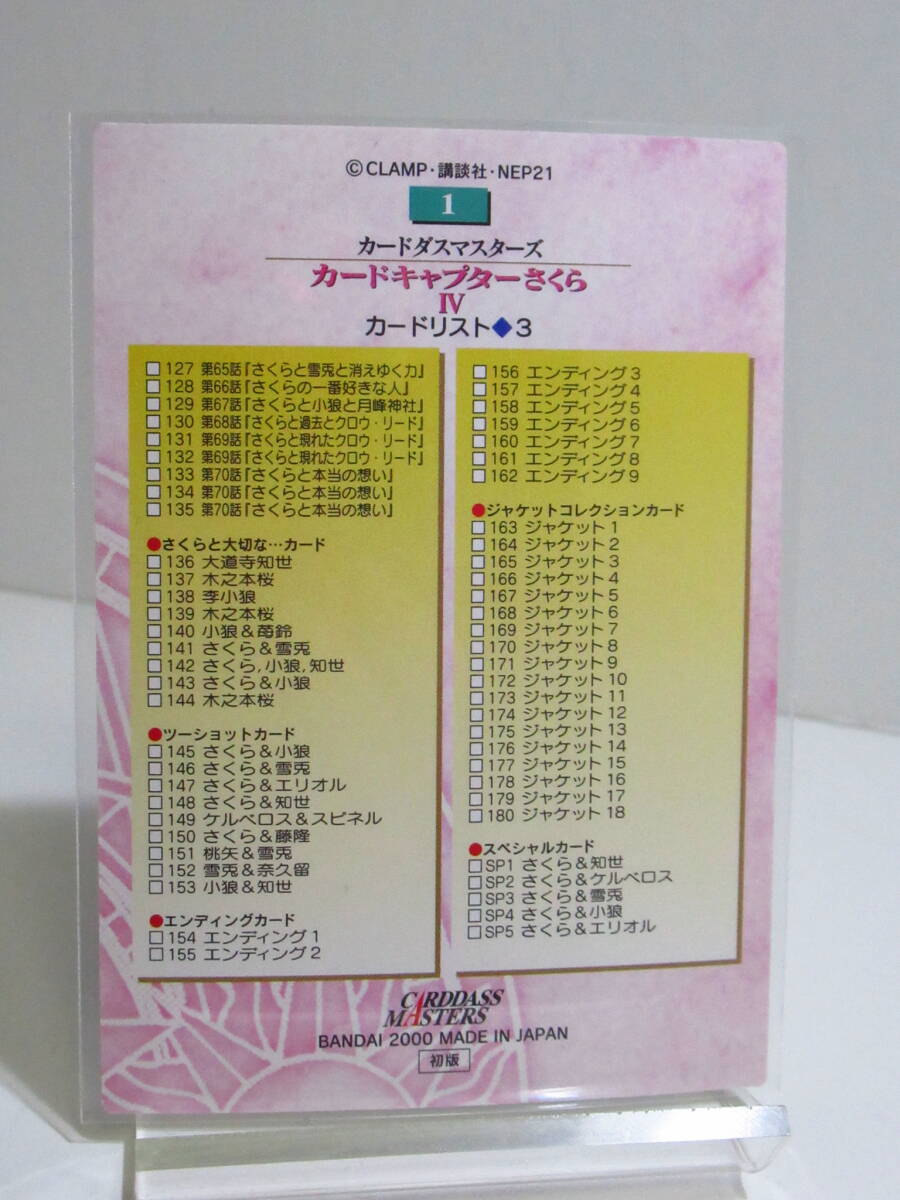 ©CLAMP・講談社・NEP21
1
カードダスマスターズ
カードキャプターさくら
IV
カードリスト◆3
□127 第65話『さくらと雪兎と消えゆく力』
□128 第66話『さくらの一番好きな人』
□129 第67話『さくらと小狼と月峰神社』
□130 第68話『さくらと過去とクロウ・リード』
□131 第69話『さくらと現れたクロウ・リード』
□132 第69話『さくらと現れたクロウ・リード』
□133 第70話『さくらと本当の想い』
□134 第70話『さくらと本当の想い』
□135 第70話『さくらと本当の想い』
●さくらと大切な…カード
□136 大道寺知世
□137 木之本桜
□138 李小狼
□139 木之本桜
□140 小狼&苺鈴
□141 さくら&雪兎
□142 さくら,小狼,知世
□143 さくら&小狼
□144 木之本桜
●ツーショットカード
□145 さくら&小狼
□146 さくら&雪兎
□147 さくら&エリオル
□148 さくら&知世
□149 ケルベロス&スピネル
□150 さくら&藤隆
□151 桃矢&雪兎
□152 雪兎&奈久留
□153 小狼&知世
●エンディングカード
□154 エンディング1
□155 エンディング2
□156 エンディング3
□157 エンディング4
□158 エンディング5
□159 エンディング6
□160 エンディング7
□161 エンディング8
□162 エンディング9
●ジャケットコレクションカード
□163 ジャケット1
□164 ジャケット2
□165 ジャケット3
□166 ジャケット4
□167 ジャケット5
□168 ジャケット6
□169 ジャケット7
□170 ジャケット8
□171 ジャケット9
□172 ジャケット10
□173 ジャケット11
□174 ジャケット12
□175 ジャケット13
□176 ジャケット14
□177 ジャケット15
□178 ジャケット16
□179 ジャケット17
□180 ジャケット18
●スペシャルカード
□SP1 さくら&知世
□SP2 さくら&ケルベロス
□SP3 さくら&雪兎
□SP4 さくら&小狼
□SP5 さくら&エリオル
CARDDASS
MASTERS
BANDAI 2000 MADE IN JAPAN
初版